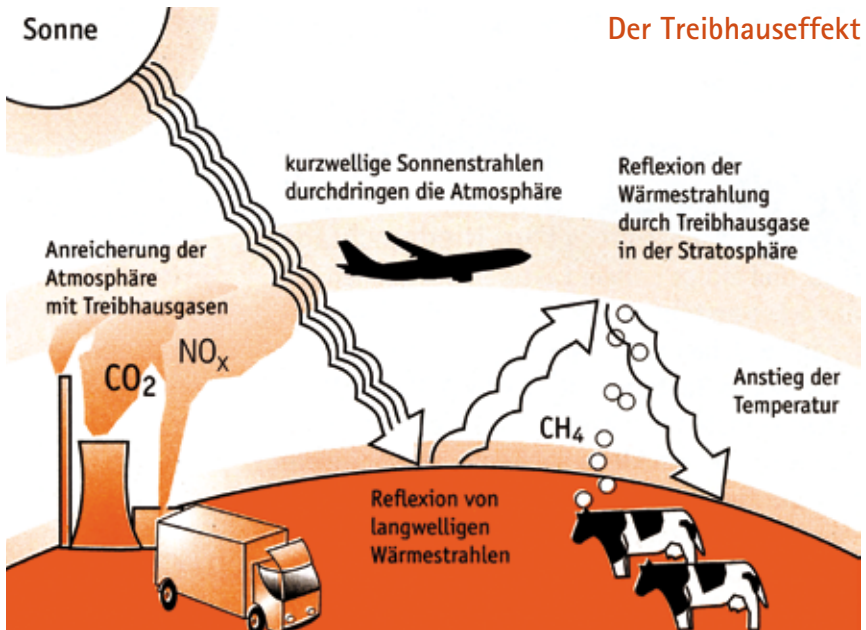 Sonne
Der Treibhauseffekt
kurzwellige Sonnenstrahlen
durchdringen die Atmosphäre
Reflexion der
Wärmestrahlung
durch Treibhausgase
in der Stratosphäre
Anreicherung der
Atmosphäre
mit Treibhausgasen
CO₂
NOₓ
CH₄
Anstieg der
Temperatur
Reflexion von
langwelligen
Wärmestrahlen